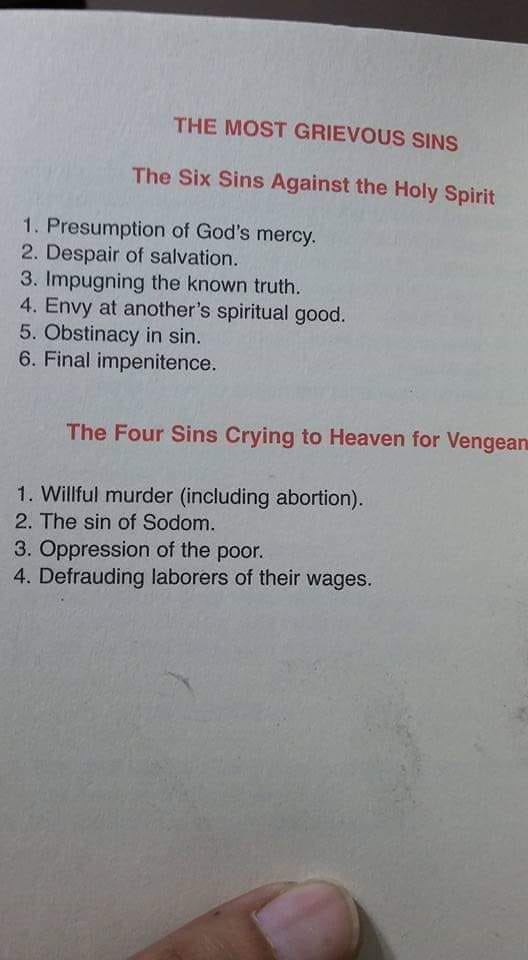 THE MOST GRIEVOUS SINS
The Six Sins Against the Holy Spirit
1. Presumption of God's mercy.
2. Despair of salvation.
3. Impugning the known truth.
4. Envy at another's spiritual good.
5. Obstinacy in sin.
6. Final impenitence.
The Four Sins Crying to Heaven for Vengean
1. Willful murder (including abortion).
2. The sin of Sodom.
3. Oppression of the poor.
4. Defrauding laborers of their wages.